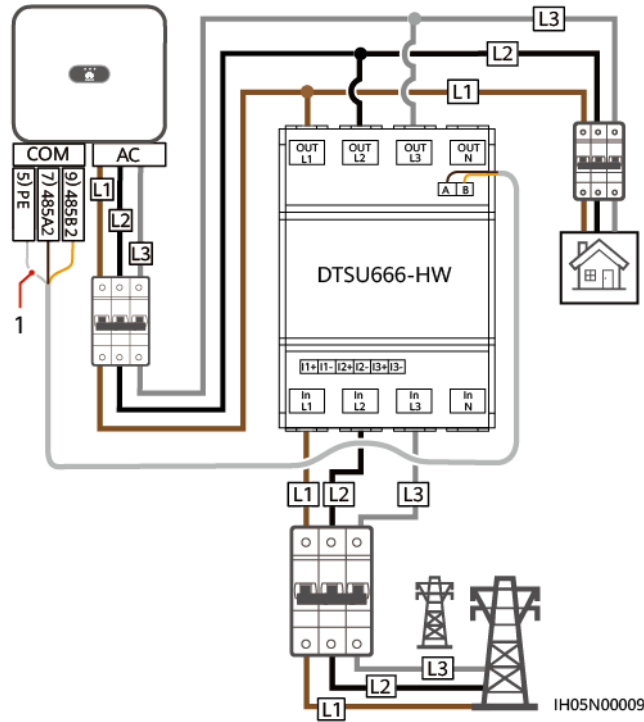 L3
L2
L1
COM
AC
5) PE
7) 485A2
9) 485B2
L1
L2
L3
1
OUT
L1
OUT
L2
OUT
L3
OUT
N
A B
DTSU666-HW
I1+ I1- I2+ I2- I3+ I3-
In
L1
In
L2
In
L3
In
N
L1 L2 L3
L3
L2
L1
IH05N00009